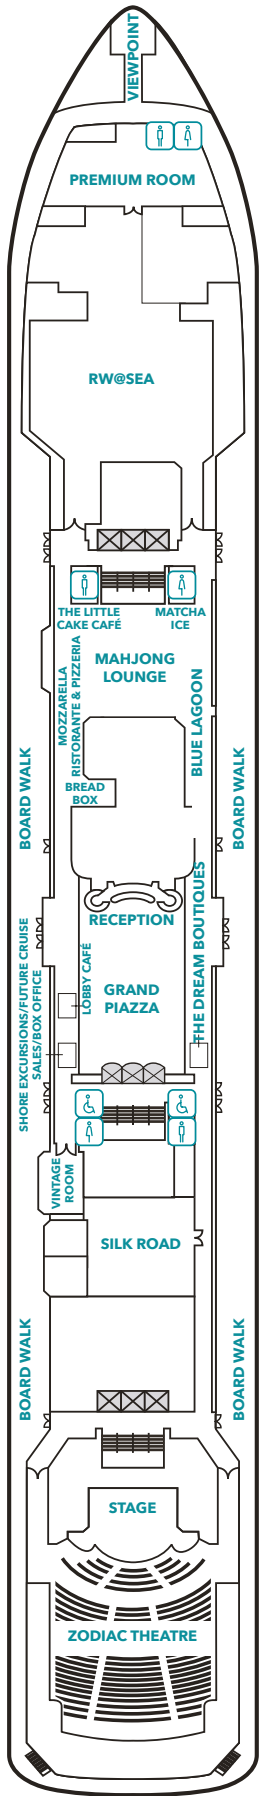 VIEWPOINT
PREMIUM ROOM
RW@SEA
THE LITTLE
CAKE CAFÉ
MATCHA
ICE
MAHJONG
LOUNGE
MOZZARELLA
RISTORANTE & PIZZERIA
BLUE LAGOON
BREAD
BOX
BOARD WALK
BOARD WALK
THE DREAM BOUTIQUES
RECEPTION
LOBBY CAFÉ
GRAND
PIAZZA
SHORE EXCURSIONS/FUTURE CRUISE
SALES/BOX OFFICE
VINTAGE
ROOM
SILK ROAD
BOARD WALK
BOARD WALK
STAGE
ZODIAC THEATRE